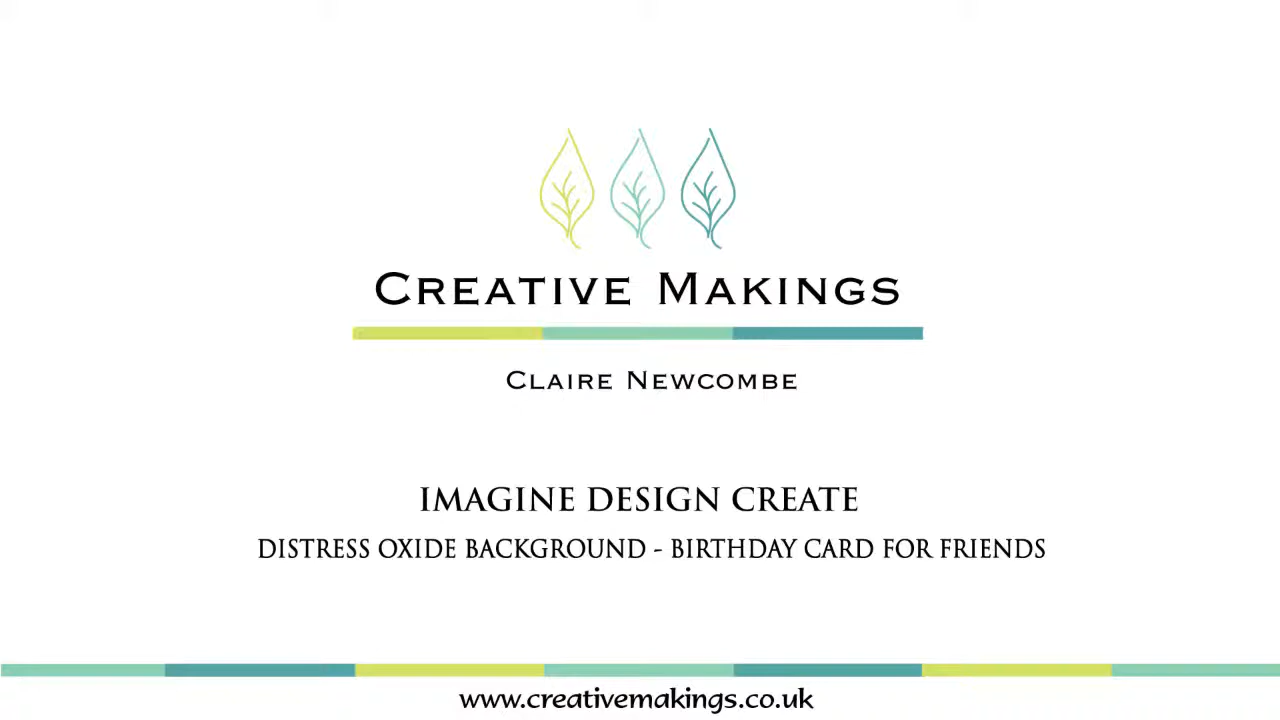 Creative Makings
Claire Newcombe
IMAGINE DESIGN CREATE
DISTRESS OXIDE BACKGROUND - BIRTHDAY CARD FOR FRIENDS
www.creativemakings.co.uk